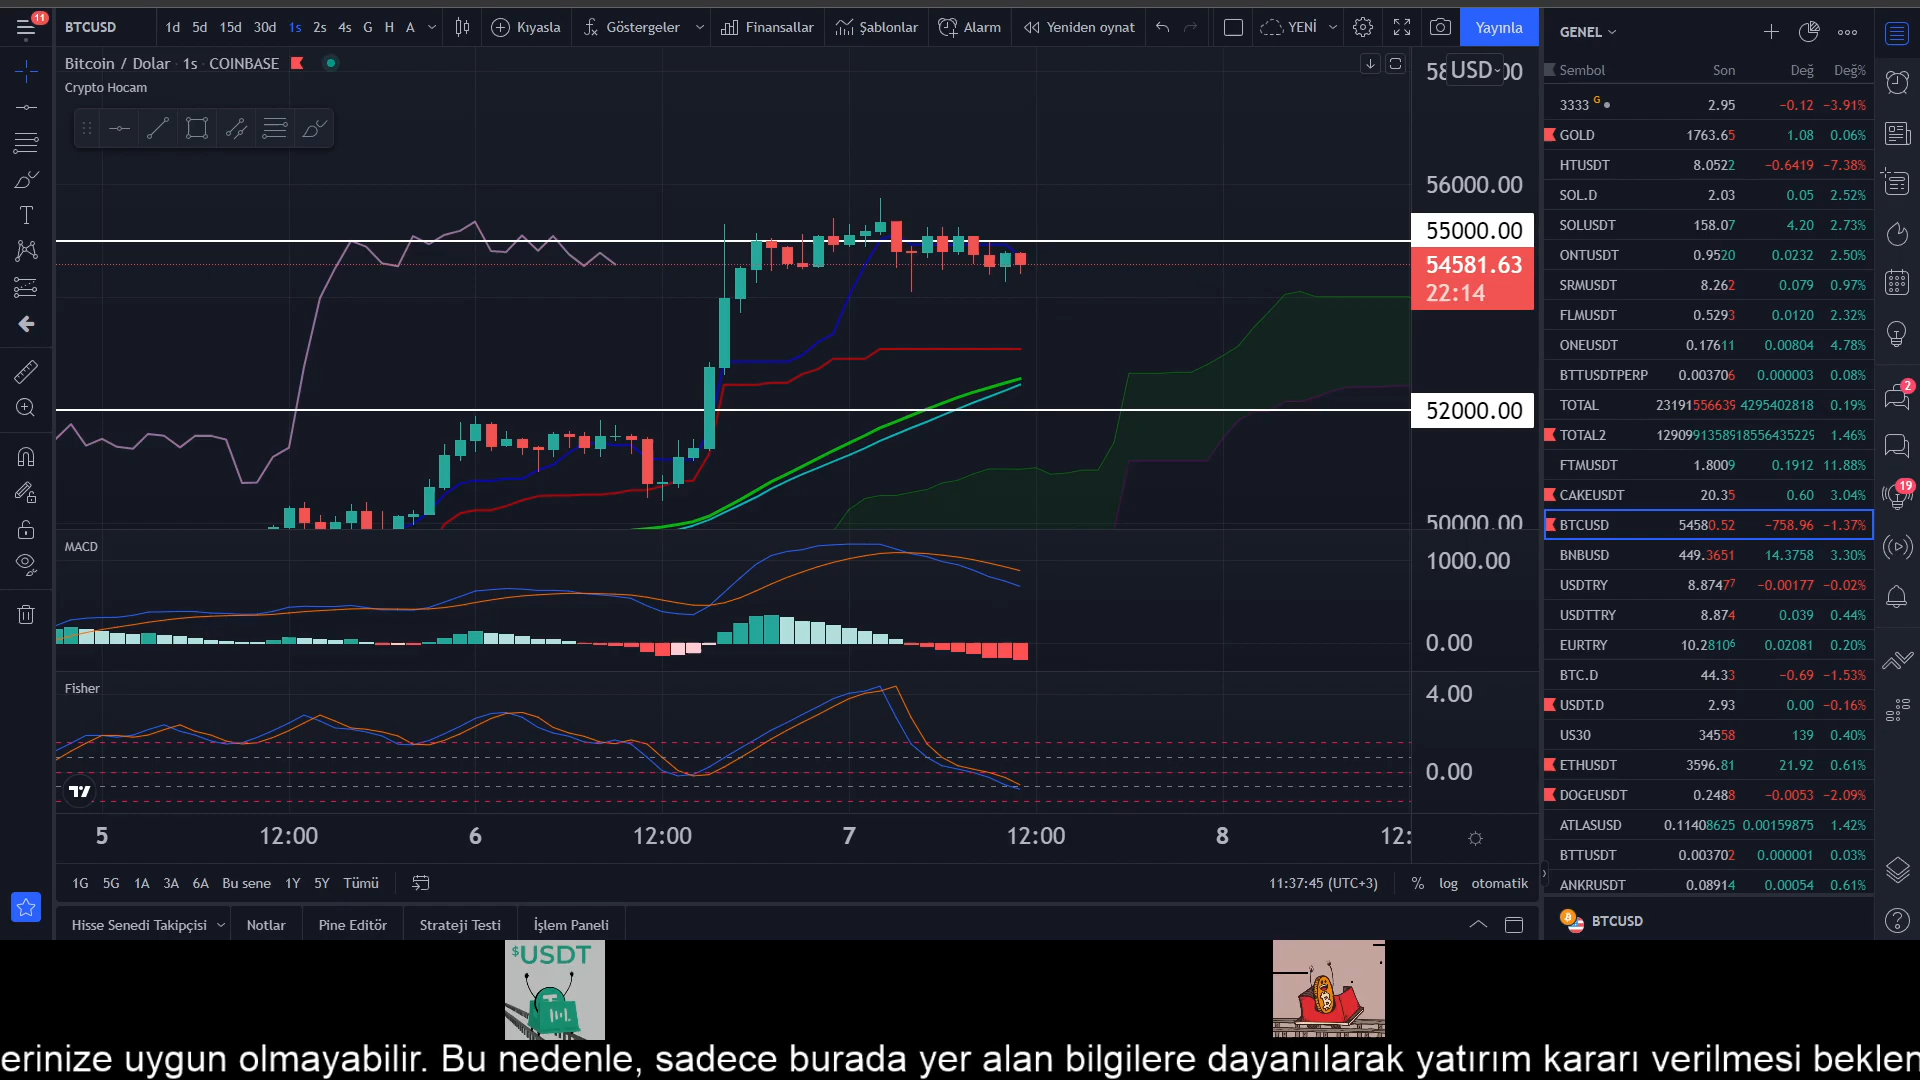 11
BTCUSD 1d 5d 15d 30d 1s 2s 4s G H A Kıyasla Göstergeler Finansallar Şablonlar Alarm Yeniden oynat YENİ Yayınla
Bitcoin / Dolar · 1s · COINBASE
Crypto Hocam
USD
56000.00
55000.00
54581.63
22:14
52000.00
50000.00
MACD
1000.00
0.00
Fisher
4.00
0.00
5 12:00 6 12:00 7 12:00 8 12:
1G 5G 1A 3A 6A Bu sene 1Y 5Y Tümü 11:37:45 (UTC+3) % log otomatik
Hisse Senedi Takipçisi Notlar Pine Editör Strateji Testi İşlem Paneli
GENEL
Sembol Son Değ Değ%
3333 G 2.95 −0.12 −3.91%
GOLD 1763.65 1.08 0.06%
HTUSDT 8.0522 −0.6419 −7.38%
SOL.D 2.03 0.05 2.52%
SOLUSDT 158.07 4.20 2.73%
ONTUSDT 0.9520 0.0232 2.50%
SRMUSDT 8.262 0.079 0.97%
FLMUSDT 0.5293 0.0120 2.32%
ONEUSDT 0.17611 0.00804 4.78%
BTTUSDTPERP 0.003706 0.000003 0.08%
TOTAL 23191556639 4295402818 0.19%
TOTAL2 1290991358918556435229 1.46%
FTMUSDT 1.8009 0.1912 11.88%
CAKEUSDT 20.35 0.60 3.04%
BTCUSD 54580.52 −758.96 −1.37%
BNBUSD 449.3651 14.3758 3.30%
USDTRY 8.87477 −0.00177 −0.02%
USDTTRY 8.874 0.039 0.44%
EURTRY 10.28106 0.02081 0.20%
BTC.D 44.33 −0.69 −1.53%
USDT.D 2.93 0.00 −0.16%
US30 34558 139 0.40%
ETHUSDT 3596.81 21.92 0.61%
DOGEUSDT 0.2488 −0.0053 −2.09%
ATLASUSD 0.11408625 0.00159875 1.42%
BTTUSDT 0.003702 0.000001 0.03%
ANKRUSDT 0.08914 0.00054 0.61%
BTCUSD
2
19
$USDT
erinize uygun olmayabilir. Bu nedenle, sadece burada yer alan bilgilere dayanılarak yatırım kararı verilmesi beklen